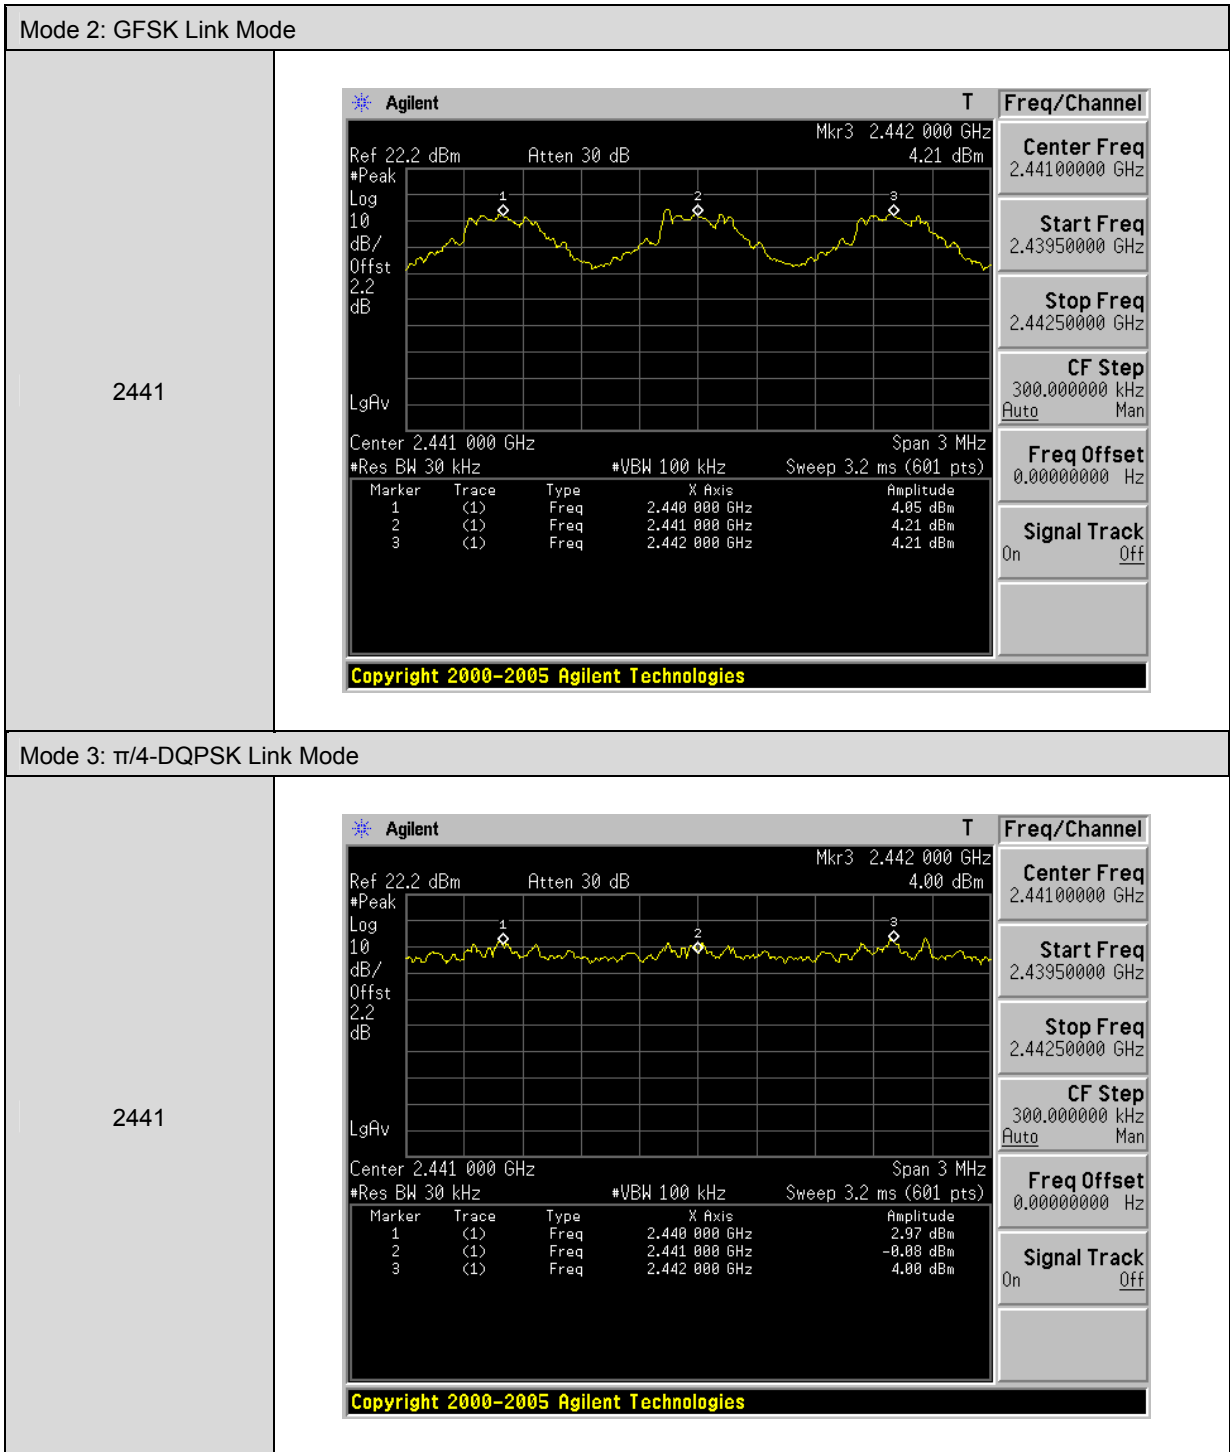 Mode 2: GFSK Link Mode
2441
Agilent T
Mkr3 2.442 000 GHz
Ref 22.2 dBm Atten 30 dB 4.21 dBm
#Peak
Log
10
dB/
Offst
2.2
dB
1 2 3
LgAv
Center 2.441 000 GHz Span 3 MHz
#Res BW 30 kHz #VBW 100 kHz Sweep 3.2 ms (601 pts)
Marker Trace Type X Axis Amplitude
1 (1) Freq 2.440 000 GHz 4.05 dBm
2 (1) Freq 2.441 000 GHz 4.21 dBm
3 (1) Freq 2.442 000 GHz 4.21 dBm
Copyright 2000-2005 Agilent Technologies
Freq/Channel
Center Freq
2.44100000 GHz
Start Freq
2.43950000 GHz
Stop Freq
2.44250000 GHz
CF Step
300.000000 kHz
Auto Man
Freq Offset
0.00000000 Hz
Signal Track
On Off
Mode 3: π/4-DQPSK Link Mode
2441
Agilent T
Mkr3 2.442 000 GHz
Ref 22.2 dBm Atten 30 dB 4.00 dBm
#Peak
Log
10
dB/
Offst
2.2
dB
1 2 3
LgAv
Center 2.441 000 GHz Span 3 MHz
#Res BW 30 kHz #VBW 100 kHz Sweep 3.2 ms (601 pts)
Marker Trace Type X Axis Amplitude
1 (1) Freq 2.440 000 GHz 2.97 dBm
2 (1) Freq 2.441 000 GHz -0.08 dBm
3 (1) Freq 2.442 000 GHz 4.00 dBm
Copyright 2000-2005 Agilent Technologies
Freq/Channel
Center Freq
2.44100000 GHz
Start Freq
2.43950000 GHz
Stop Freq
2.44250000 GHz
CF Step
300.000000 kHz
Auto Man
Freq Offset
0.00000000 Hz
Signal Track
On Off